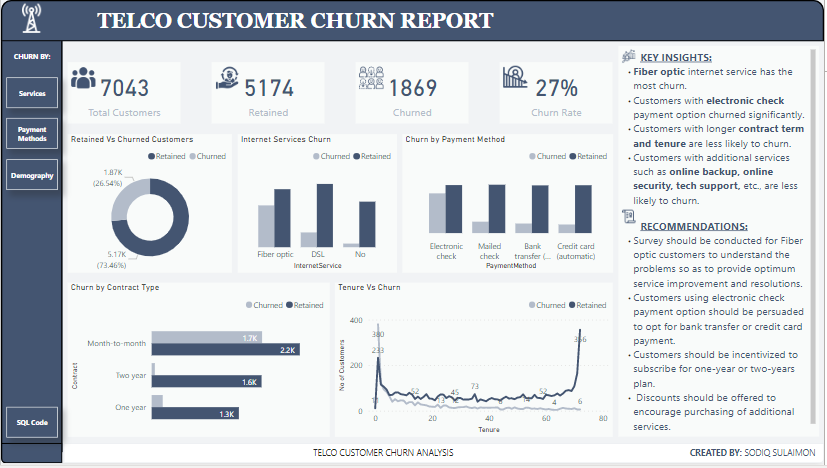 TELCO CUSTOMER CHURN REPORT
CHURN BY:
Services
Payment
Methods
Demography
SQL Code
7043
Total Customers
5174
Retained
1869
Churned
27%
Churn Rate
Retained Vs Churned Customers
Retained Churned
1.87K
(26.54%)
5.17K
(73.46%)
Internet Services Churn
Churned Retained
Fiber optic DSL No
InternetService
Churn by Payment Method
Churned Retained
Electronic
check
Mailed
check
Bank
transfer (...
Credit card
(automatic)
PaymentMethod
Churn by Contract Type
Churned Retained
Contract
Month-to-month
1.7K
2.2K
Two year
1.6K
One year
1.3K
Tenure Vs Churn
Churned Retained
No of Customers
400
200
0
380
233
52
13
45
12
73
52
4
6
356
0 20 40 60 80
Tenure
KEY INSIGHTS:
• Fiber optic internet service has the
most churn.
• Customers with electronic check
payment option churned significantly.
• Customers with longer contract term
and tenure are less likely to churn.
• Customers with additional services
such as online backup, online
security, tech support, etc., are less
likely to churn.
RECOMMENDATIONS:
• Survey should be conducted for Fiber
optic customers to understand the
problems so as to provide optimum
service improvement and resolutions.
• Customers using electronic check
payment option should be persuaded
to opt for bank transfer or credit card
payment.
• Customers should be incentivized to
subscribe for one-year or two-years
plan.
• Discounts should be offered to
encourage purchasing of additional
services.
TELCO CUSTOMER CHURN ANALYSIS
CREATED BY: SODIQ SULAIMON